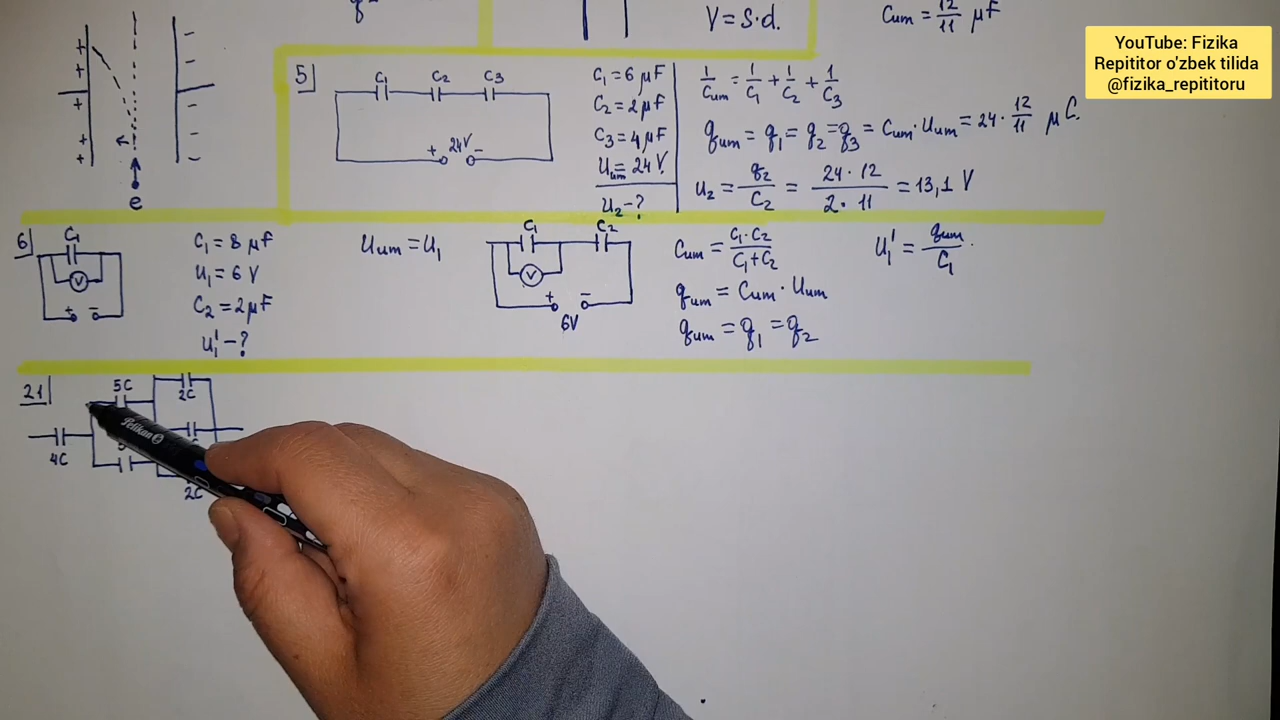 V = S·d.
Cum = 12/11 μF
YouTube: Fizika
Repititor o'zbek tilida
@fizika_repititoru
+ + + + +
- - - - -
e
5
C1 C2 C3
+ 24V -
C1 = 6 μF
C2 = 2 μF
C3 = 4 μF
Uum = 24 V.
U2 - ?
1/Cum = 1/C1 + 1/C2 + 1/C3
qum = q1 = q2 = q3 = Cum · Uum = 24 · 12/11 μC.
U2 = q2/C2 = 24·12/2·11 = 13,1 V
6
C1
V
+ -
C1 = 8 μF
U1 = 6 V
C2 = 2 μF
U1' - ?
Uum = U1
C1 C2
V
+ -
6V
Cum = C1·C2/C1+C2
qum = Cum · Uum
qum = q1 = q2
U1' = qum/C1.
21
5C 2C
4C
2C
Pelikan